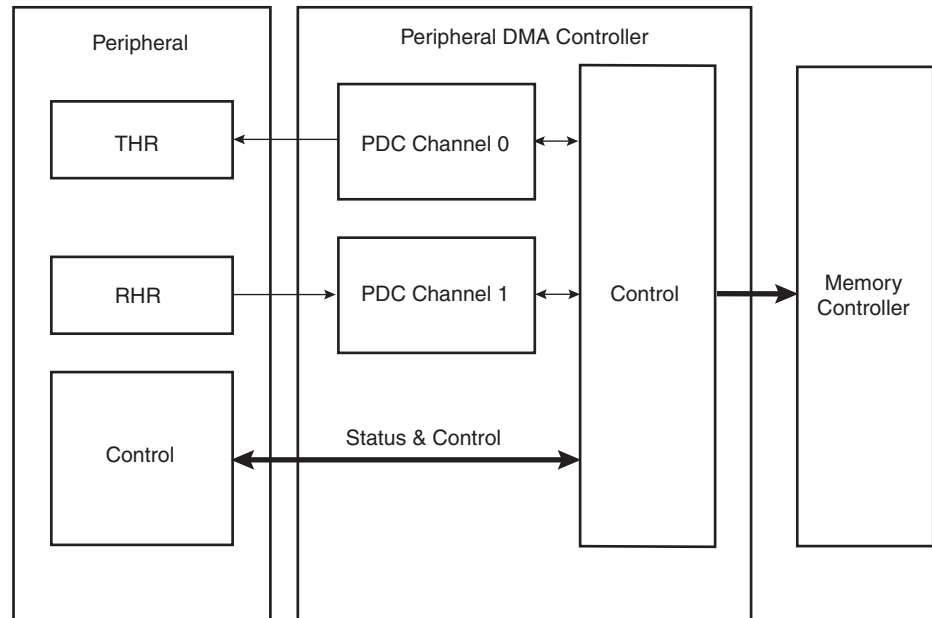 Peripheral
Peripheral DMA Controller
THR
PDC Channel 0
RHR
PDC Channel 1
Control
Memory
Controller
Control
Status & Control